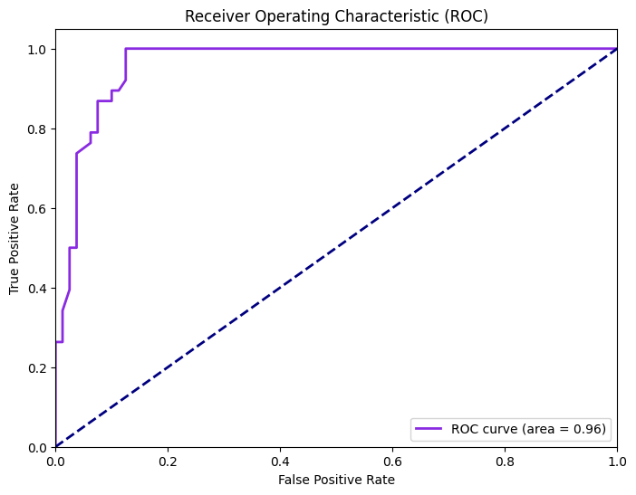 Receiver Operating Characteristic (ROC)
1.0
0.8
0.6
0.4
0.2
0.0
True Positive Rate
0.0 0.2 0.4 0.6 0.8 1.0
False Positive Rate
ROC curve (area = 0.96)